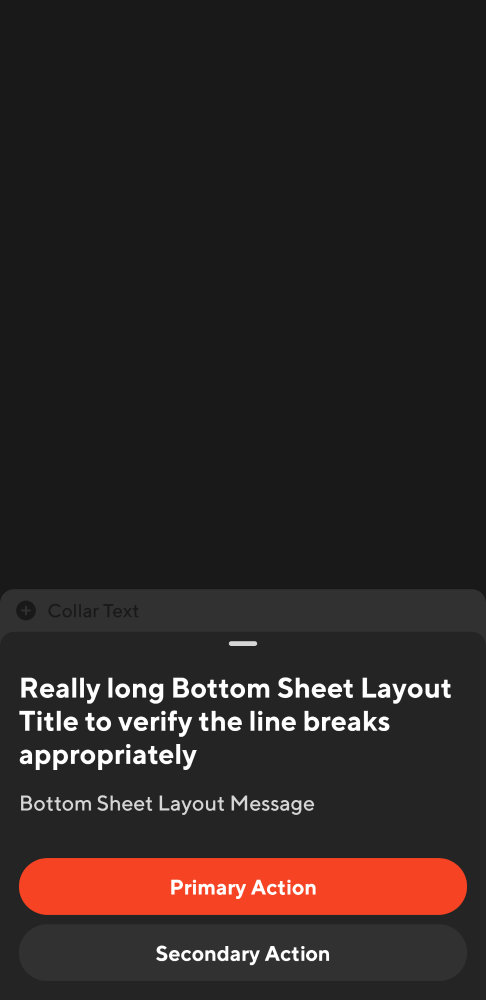 Collar Text
Really long Bottom Sheet Layout
Title to verify the line breaks
appropriately
Bottom Sheet Layout Message
Primary Action
Secondary Action